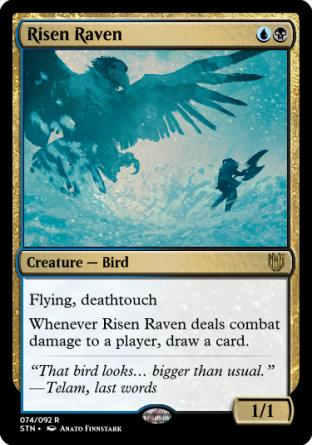 Risen Raven
Creature — Bird
Flying, deathtouch
Whenever Risen Raven deals combat
damage to a player, draw a card.
“That bird looks… bigger than usual.”
—Telam, last words
074/092 R
STN • Anato Finnstark
1/1